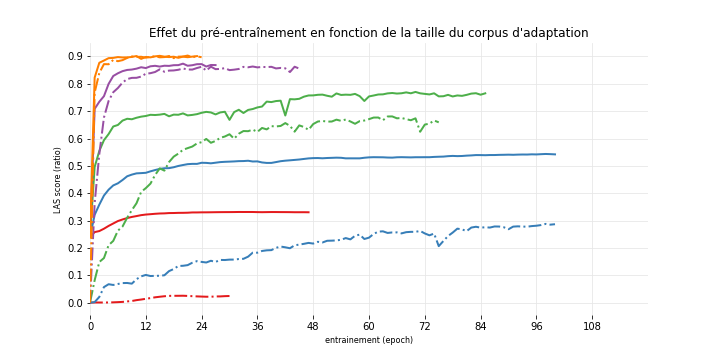 Effet du pré-entraînement en fonction de la taille du corpus d'adaptation
LAS score (ratio)
0.9
0.8
0.7
0.6
0.5
0.4
0.3
0.2
0.1
0.0
0 12 24 36 48 60 72 84 96 108
entrainement (epoch)